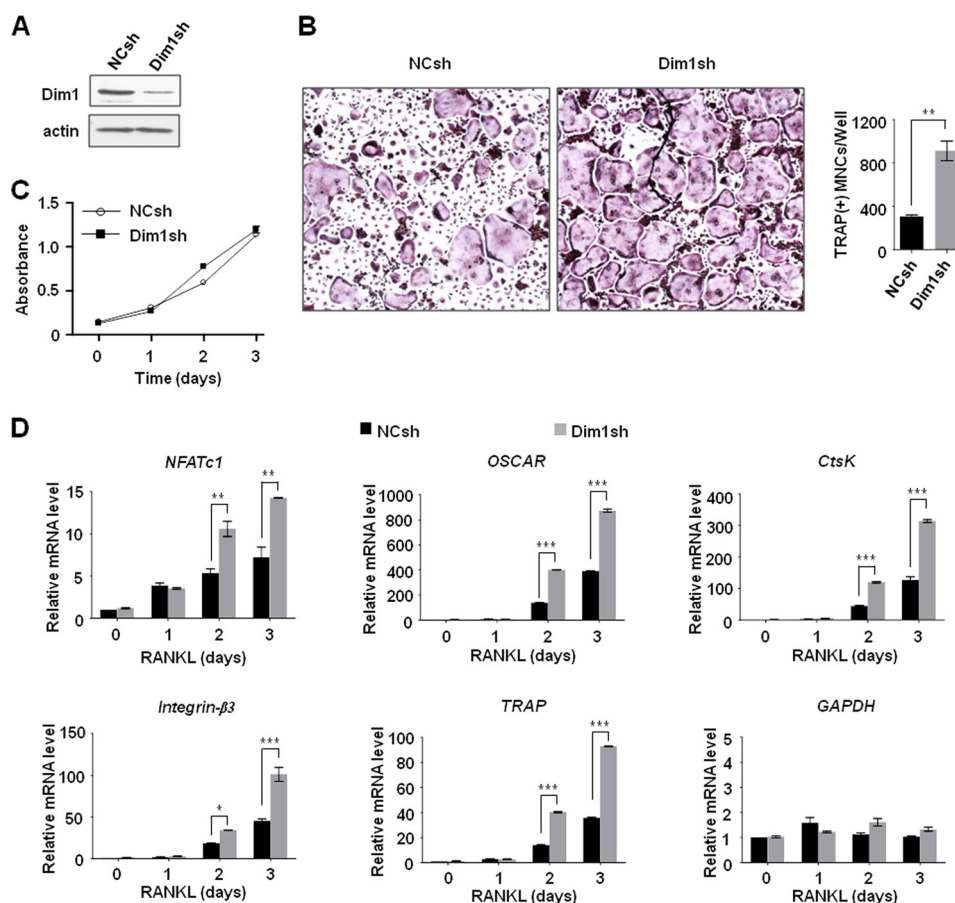 A
NCsh
Dim1sh
Dim1
actin
B
NCsh
Dim1sh
TRAP(+) MNCs/Well
1200
800
400
0
**
NCsh
Dim1sh
C
Absorbance
1.5
1.0
0.5
0
NCsh
Dim1sh
0 1 2 3
Time (days)
D
NCsh
Dim1sh
NFATc1
Relative mRNA level
15
10
5
0
**
**
0 1 2 3
RANKL (days)
OSCAR
Relative mRNA level
1000
800
600
400
200
0
***
***
0 1 2 3
RANKL (days)
CtsK
Relative mRNA level
400
300
200
100
0
***
***
0 1 2 3
RANKL (days)
Integrin-β3
Relative mRNA level
150
100
50
0
*
***
0 1 2 3
RANKL (days)
TRAP
Relative mRNA level
100
80
60
40
20
0
***
***
0 1 2 3
RANKL (days)
GAPDH
Relative mRNA level
5
4
3
2
1
0
0 1 2 3
RANKL (days)